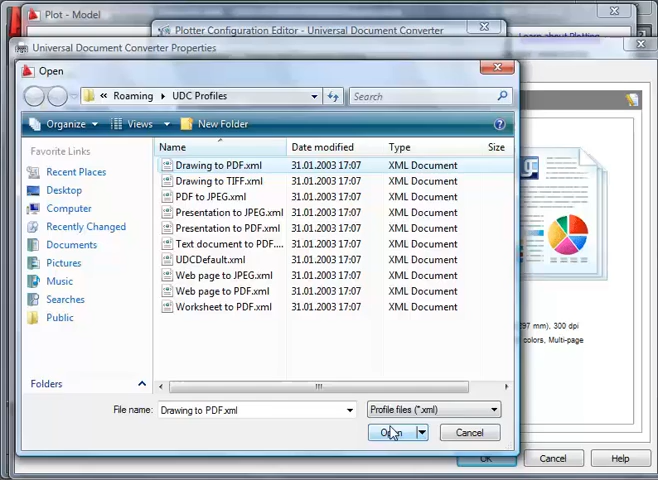 Plot - Model
Plotter Configuration Editor - Universal Document Converter
Learn about Plotting
Universal Document Converter Properties
Open
Roaming
UDC Profiles
Search
Organize
Views
New Folder
Favorite Links
Recent Places
Desktop
Computer
Recently Changed
Documents
Pictures
Music
Searches
Public
Folders
Name
Date modified
Type
Size
Drawing to PDF.xml 31.01.2003 17:07 XML Document
Drawing to TIFF.xml 31.01.2003 17:07 XML Document
PDF to JPEG.xml 31.01.2003 17:07 XML Document
Presentation to JPEG.xml 31.01.2003 17:07 XML Document
Presentation to PDF.xml 31.01.2003 17:07 XML Document
Text document to PDF.... 31.01.2003 17:07 XML Document
UDCDefault.xml 31.01.2003 17:07 XML Document
Web page to JPEG.xml 31.01.2003 17:07 XML Document
Web page to PDF.xml 31.01.2003 17:07 XML Document
Worksheet to PDF.xml 31.01.2003 17:07 XML Document
297 mm), 300 dpi
colors, Multi-page
File name: Drawing to PDF.xml
Profile files (*.xml)
Open
Cancel
OK
Cancel
Help